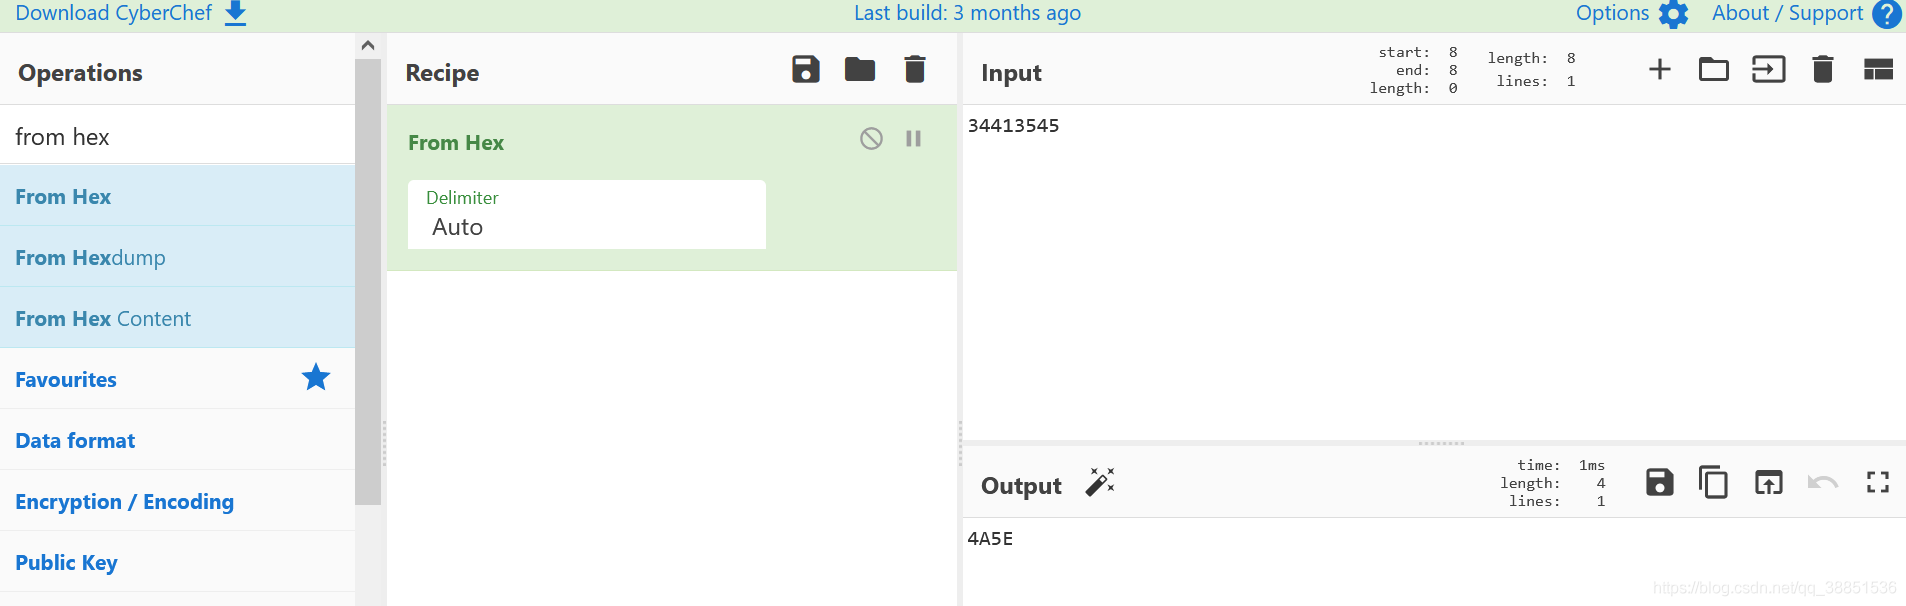 Download CyberChef
Last build: 3 months ago
Options
About / Support
Operations
from hex
From Hex
From Hexdump
From Hex Content
Favourites
Data format
Encryption / Encoding
Public Key
Recipe
From Hex
Delimiter
Auto
Input
start: 8
end: 8
length: 0
length: 8
lines: 1
34413545
Output
time: 1ms
length: 4
lines: 1
4A5E
https://blog.csdn.net/qq_38851536